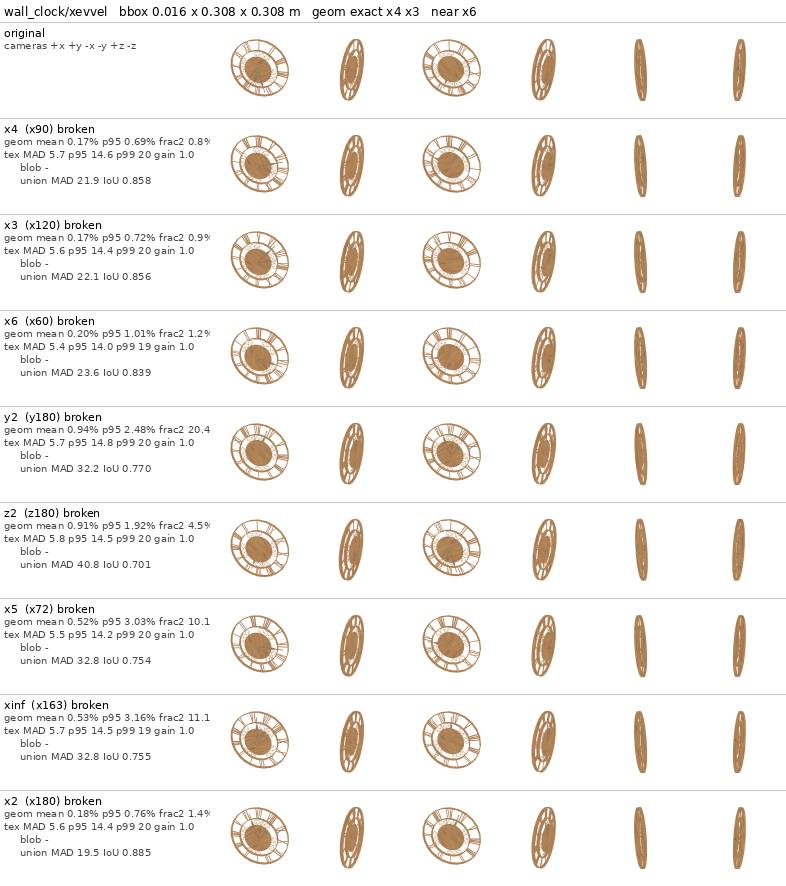 wall_clock/xevvel   bbox 0.016 x 0.308 x 0.308 m   geom exact x4 x3   near x6
original
cameras +x +y -x -y +z -z
x4  (x90) broken
geom mean 0.17% p95 0.69% frac2 0.8%
tex MAD 5.7 p95 14.6 p99 20 gain 1.0
blob -
union MAD 21.9 IoU 0.858
x3  (x120) broken
geom mean 0.17% p95 0.72% frac2 0.9%
tex MAD 5.6 p95 14.4 p99 20 gain 1.0
blob -
union MAD 22.1 IoU 0.856
x6  (x60) broken
geom mean 0.20% p95 1.01% frac2 1.2%
tex MAD 5.4 p95 14.0 p99 19 gain 1.0
blob -
union MAD 23.6 IoU 0.839
y2  (y180) broken
geom mean 0.94% p95 2.48% frac2 20.4
tex MAD 5.7 p95 14.8 p99 20 gain 1.0
blob -
union MAD 32.2 IoU 0.770
z2  (z180) broken
geom mean 0.91% p95 1.92% frac2 4.5%
tex MAD 5.8 p95 14.5 p99 20 gain 1.0
blob -
union MAD 40.8 IoU 0.701
x5  (x72) broken
geom mean 0.52% p95 3.03% frac2 10.1
tex MAD 5.5 p95 14.2 p99 20 gain 1.0
blob -
union MAD 32.8 IoU 0.754
xinf  (x163) broken
geom mean 0.53% p95 3.16% frac2 11.1
tex MAD 5.7 p95 14.5 p99 19 gain 1.0
blob -
union MAD 32.8 IoU 0.755
x2  (x180) broken
geom mean 0.18% p95 0.76% frac2 1.4%
tex MAD 5.6 p95 14.4 p99 20 gain 1.0
blob -
union MAD 19.5 IoU 0.885